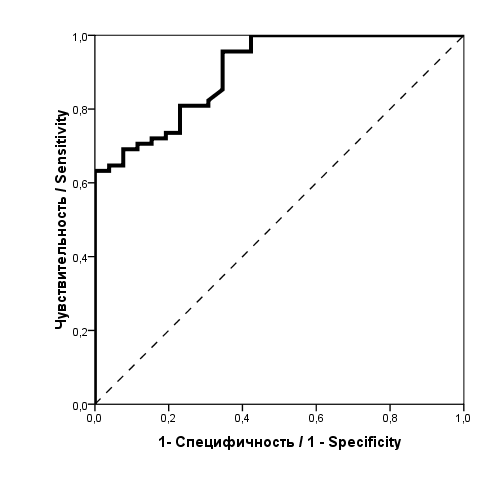 Чувствительность / Sensitivity
1,0
0,8
0,6
0,4
0,2
0,0
0,0 0,2 0,4 0,6 0,8 1,0
1- Специфичность / 1 - Specificity